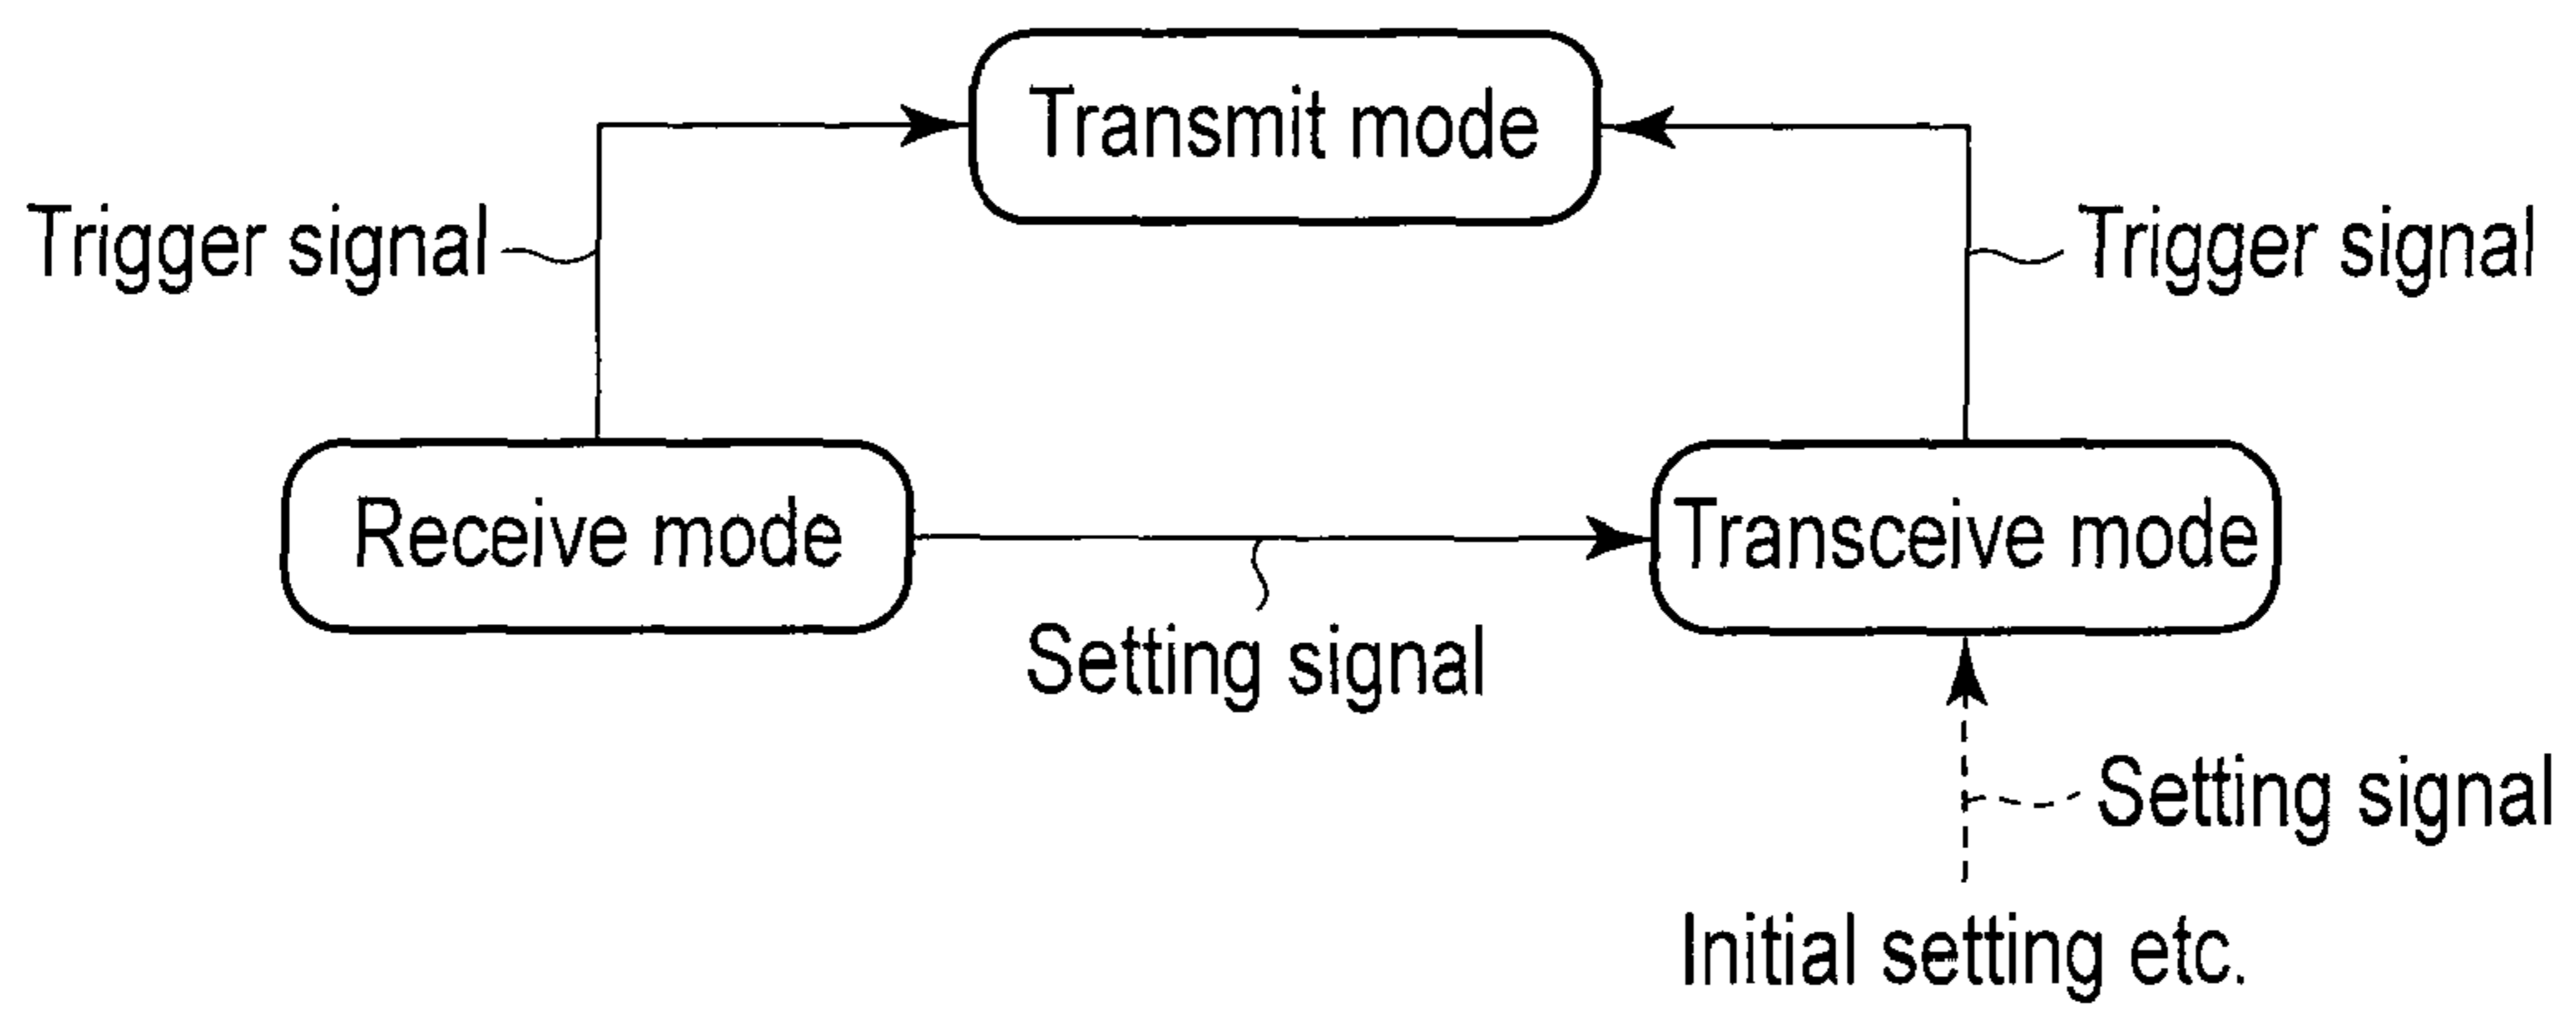 Transmit mode
Trigger signal
Trigger signal
Receive mode
Transceive mode
Setting signal
Setting signal
Initial setting etc.